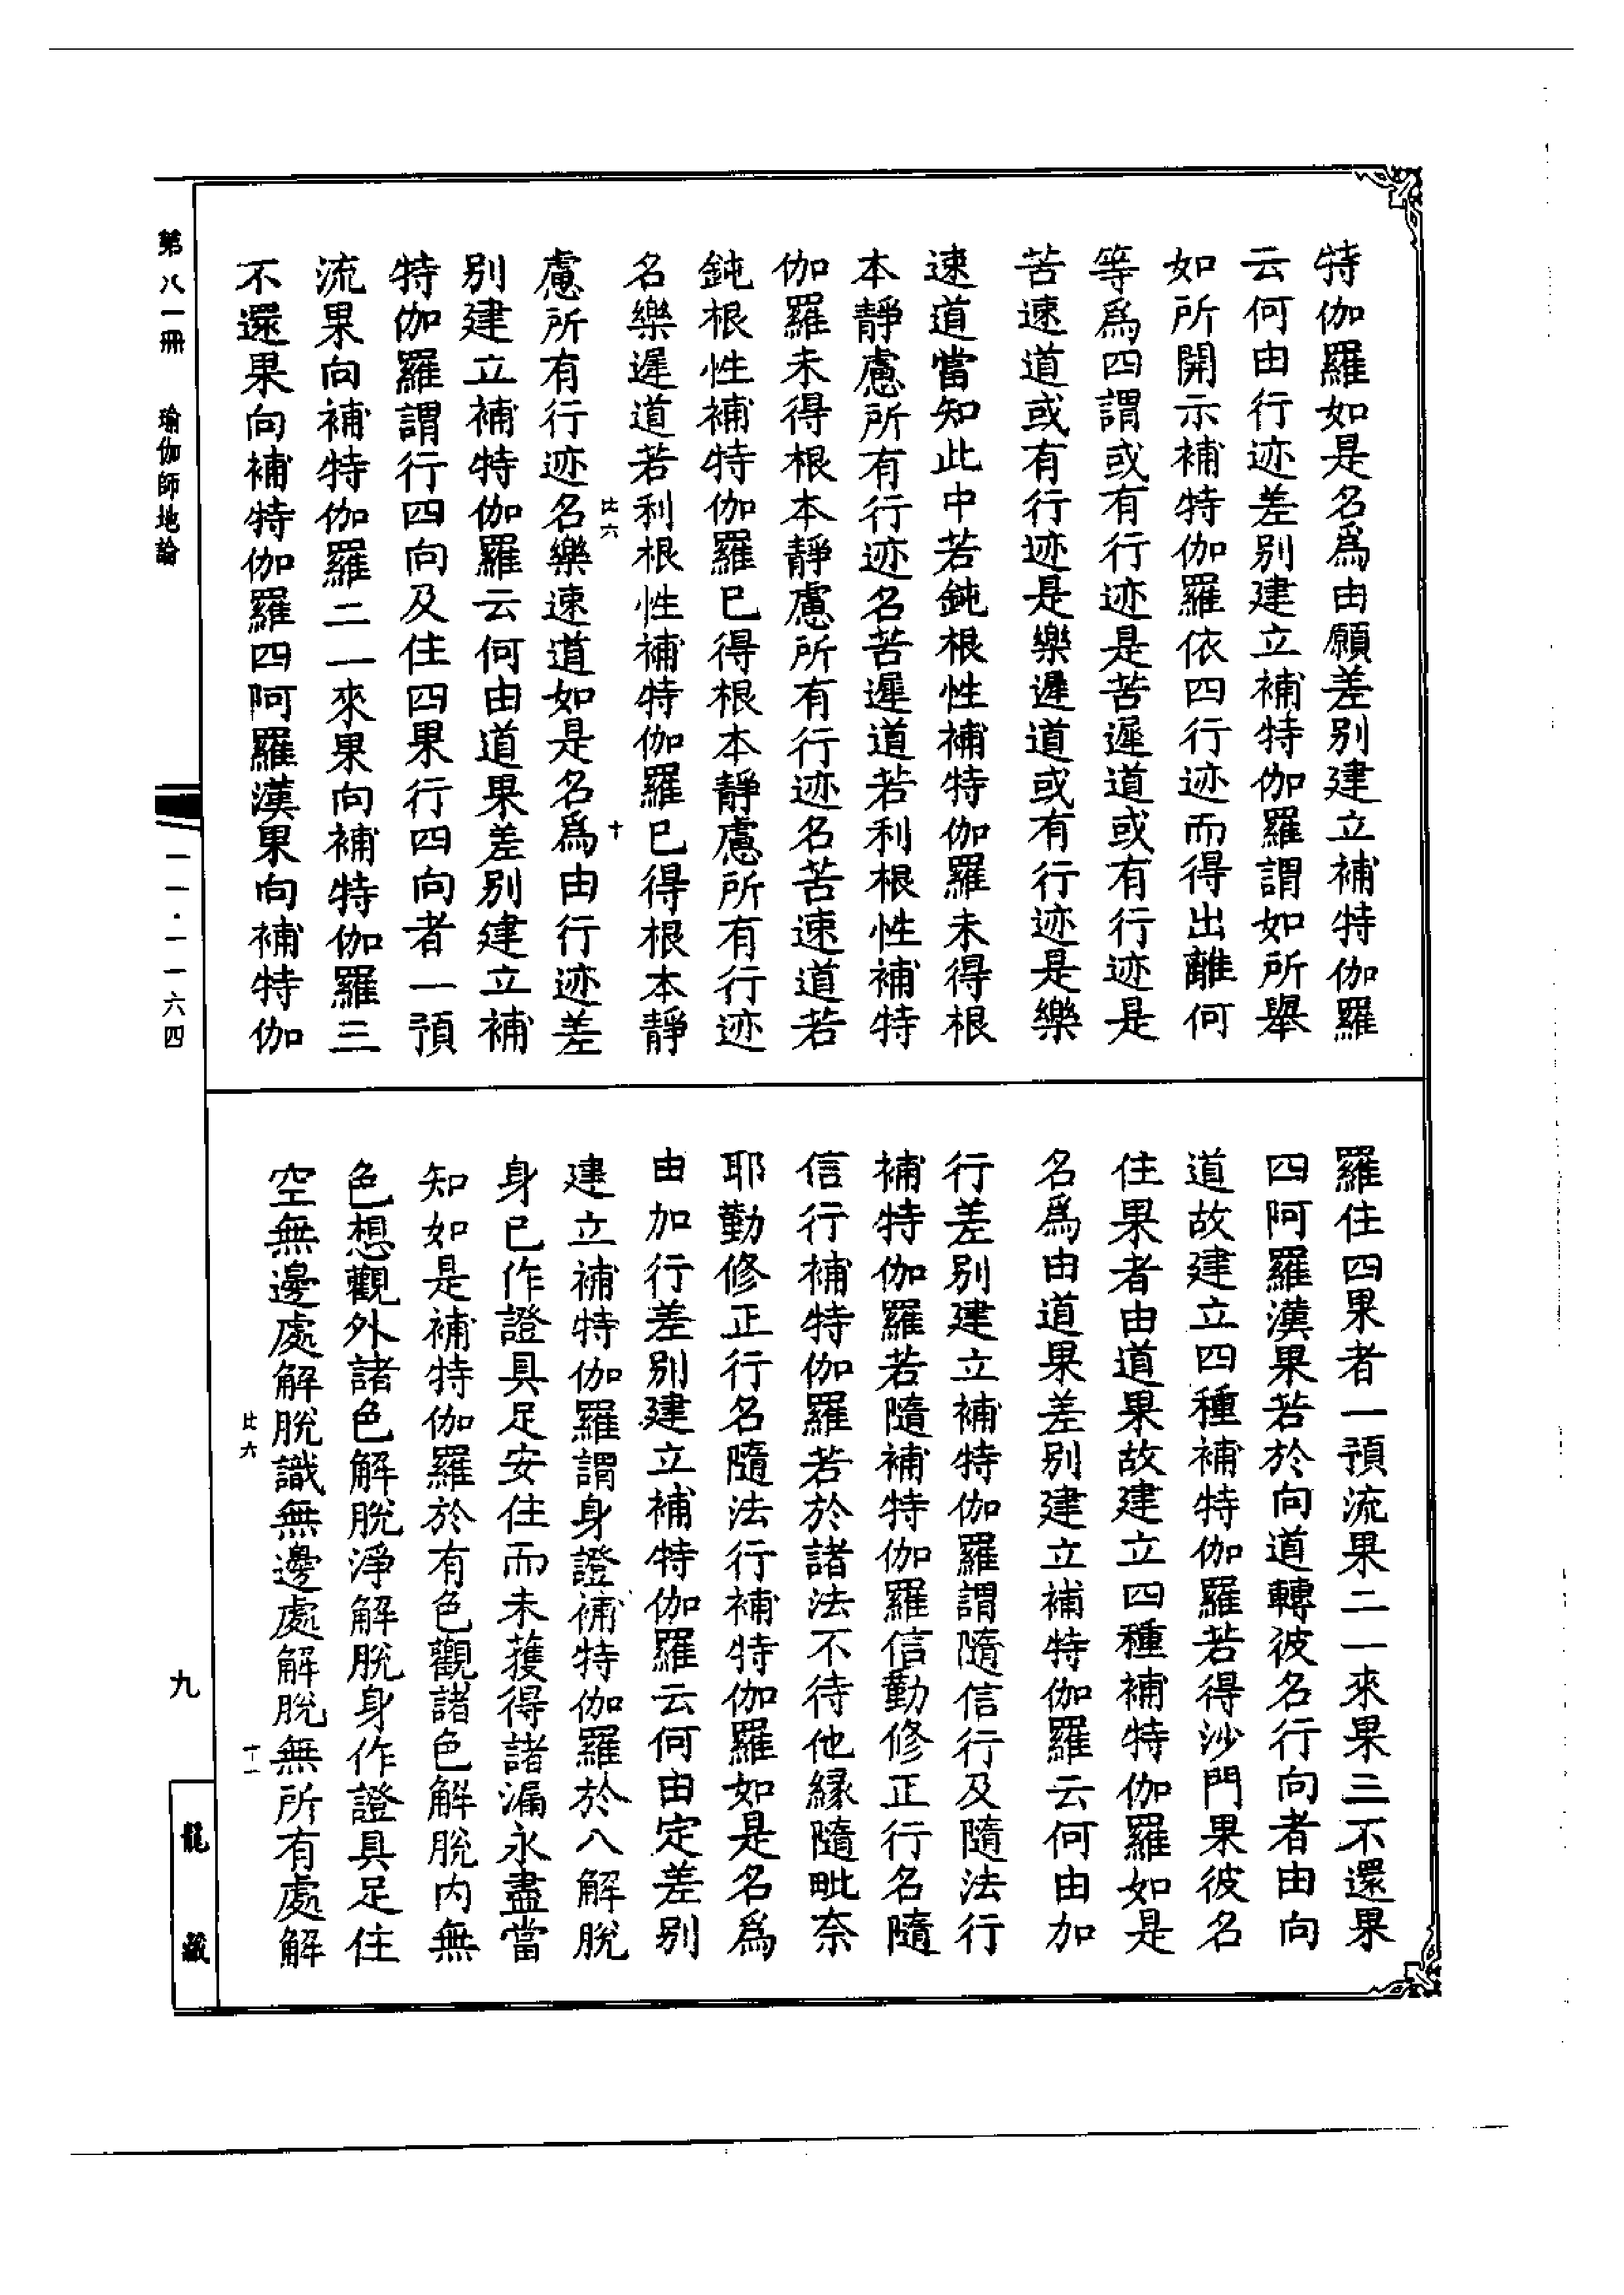 特伽羅如是名爲由願差別建立補特伽羅
云何由行迹差別建立補特伽羅謂如所舉
如所開示補特伽羅依四行迹而得出離何
等爲四謂或有行迹是苦遲道或有行迹是
苦速道或有行迹是樂遲道或有行迹是樂
速道當知此中若鈍根性補特伽羅未得根
本靜慮所有行迹名苦遲道若利根性補特
伽羅未得根本靜慮所有行迹名苦速道若
鈍根性補特伽羅已得根本靜慮所有行迹
名樂遲道若利根性補特伽羅已得根本靜
比六
十
慮所有行迹名樂速道如是名爲由行迹差
別建立補特伽羅云何由道果差別建立補
特伽羅謂行四向及住四果行四向者一預
流果向補特伽羅二一來果向補特伽羅三
不還果向補特伽羅四阿羅漢果向補特伽
羅住四果者一預流果二一來果三不還果
四阿羅漢果若於向道轉彼名行向者由向
道故建立四種補特伽羅若得沙門果彼名
住果者由道果故建立四種補特伽羅如是
名爲由道果差別建立補特伽羅云何由加
行差別建立補特伽羅謂隨信行及隨法行
補特伽羅若隨補特伽羅信勤修正行名隨
信行補特伽羅若於諸法不待他緣隨毗奈
耶勤修正行名隨法行補特伽羅如是名爲
由加行差別建立補特伽羅云何由定差別
建立補特伽羅謂身證補特伽羅於八解脫
身已作證具足安住而未獲得諸漏永盡當
知如是補特伽羅於有色觀諸色解脫內無
色想觀外諸色解脫淨解脫身作證具足住
空無邊處解脫識無邊處解脫無所有處解
比六
十一
第八一冊 瑜伽師地論
一一·一一六四
九
龍藏